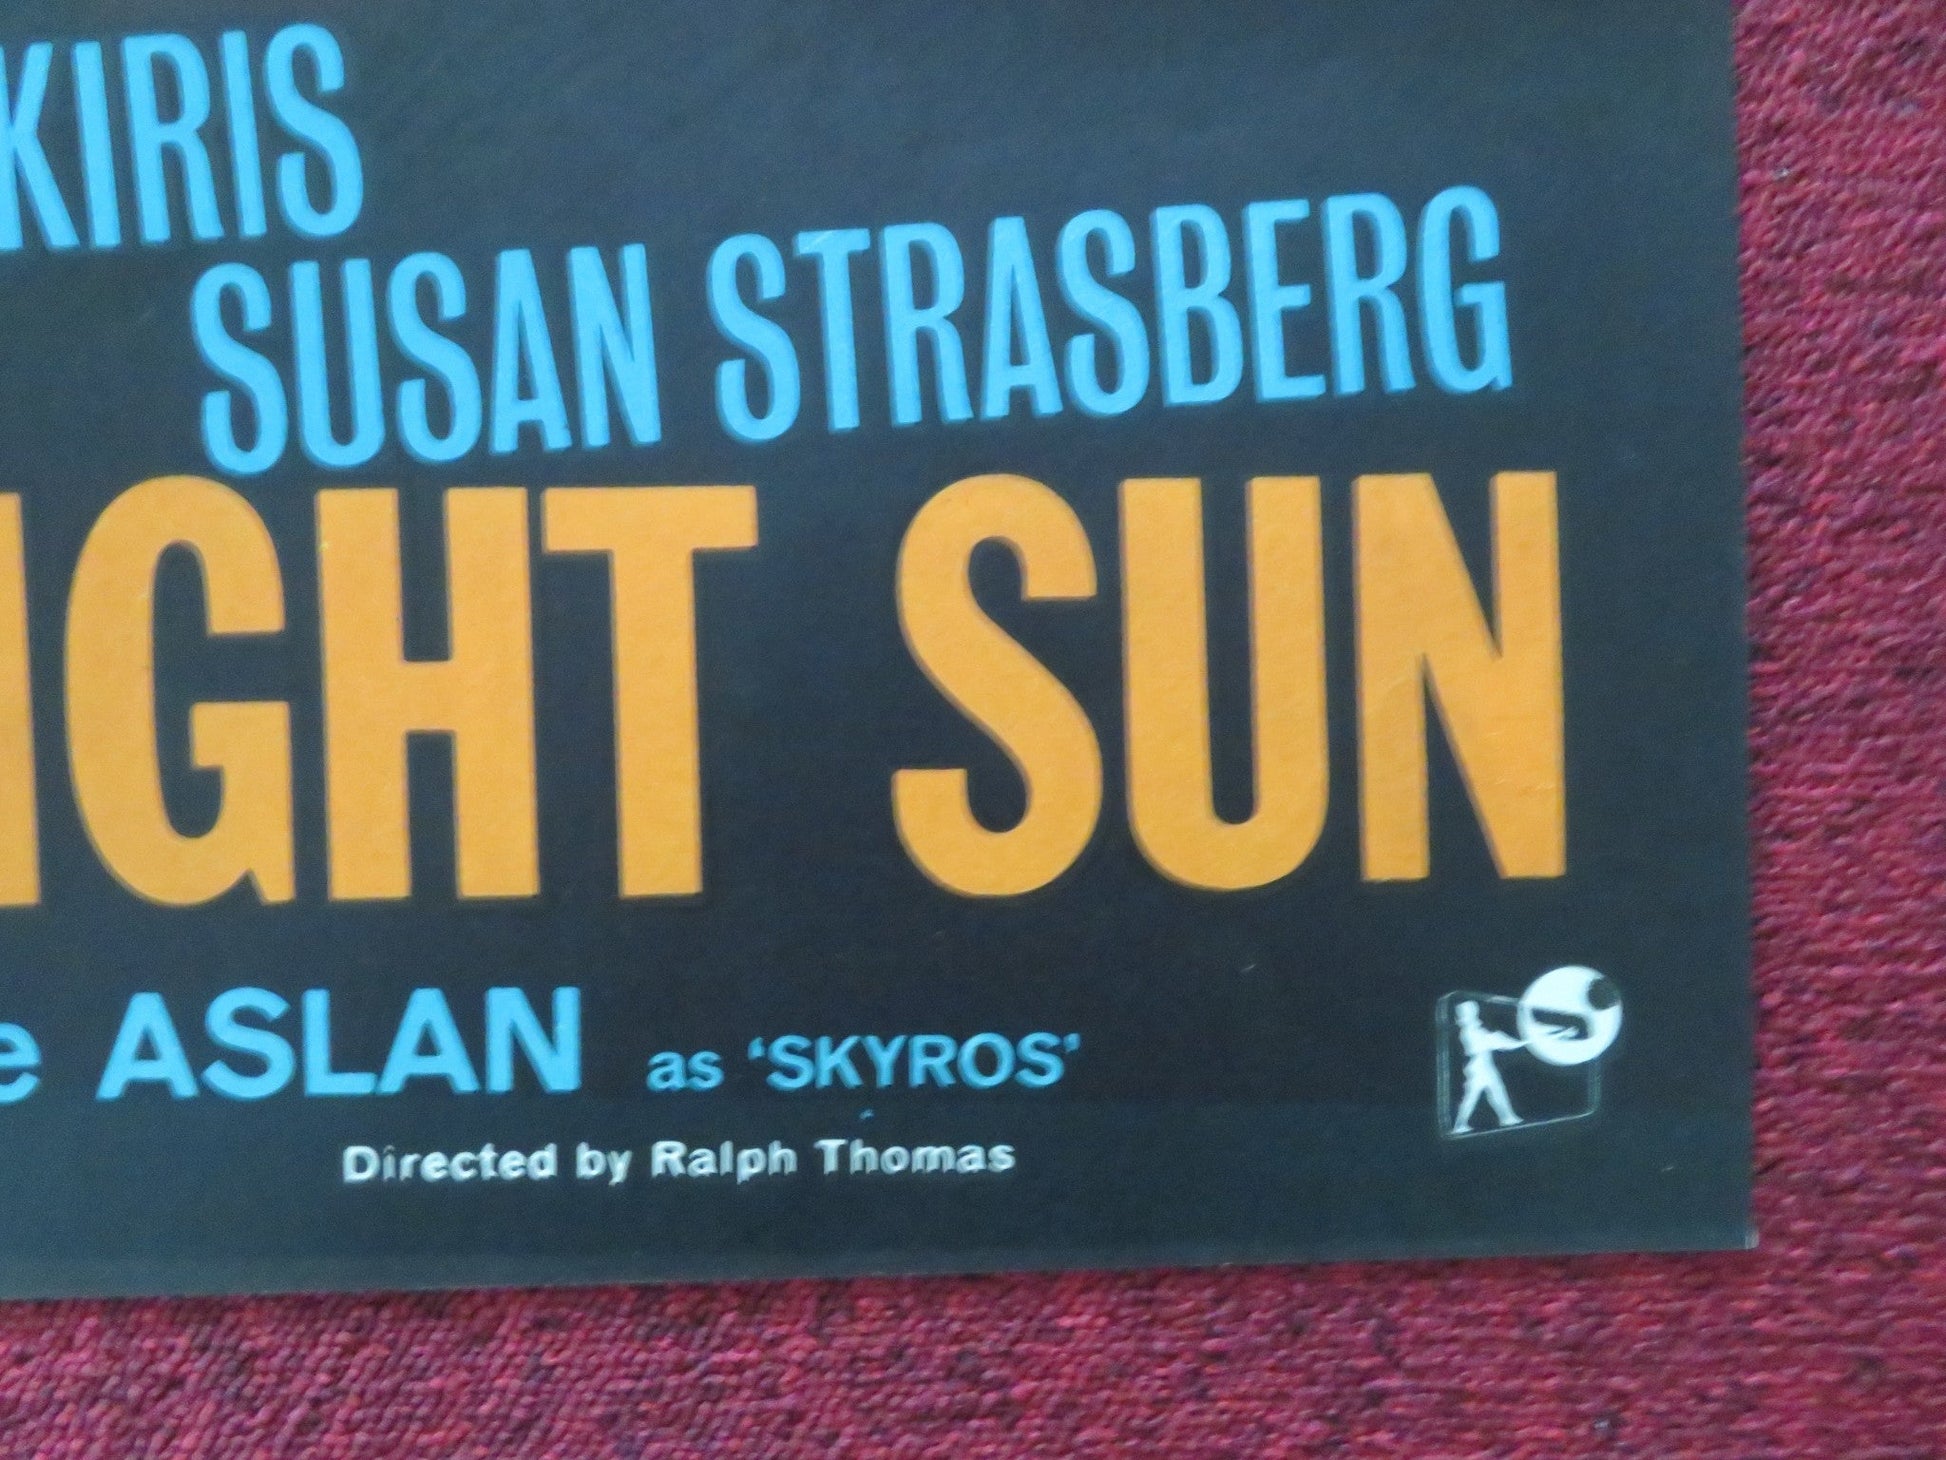 KIRIS
SUSAN STRASBERG
IGHT SUN
e ASLAN as 'SKYROS'
Directed by Ralph Thomas